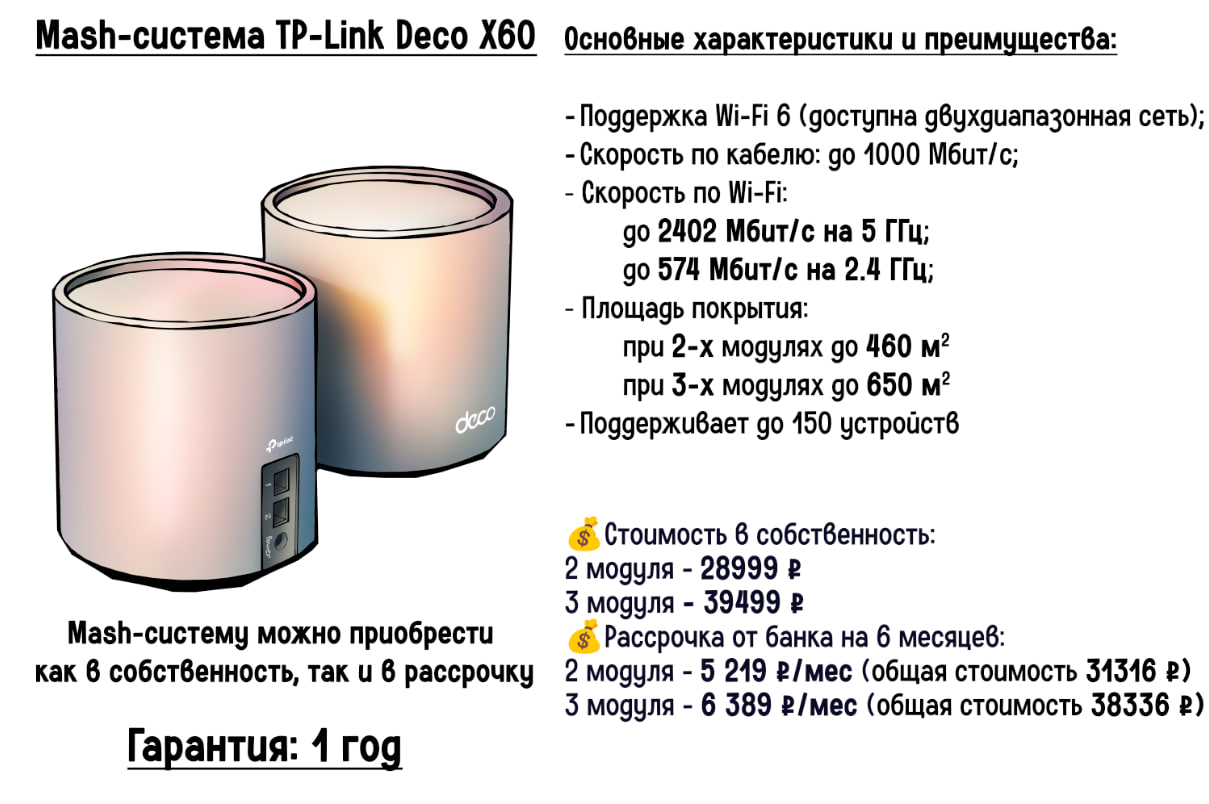 Mash-система TP-Link Deco X60
Основные характеристики и преимущества:
- Поддержка Wi-Fi 6 (доступна двухдиапазонная сеть);
- Скорость по кабелю: до 1000 Мбит/с;
- Скорость по Wi-Fi:
до 2402 Мбит/с на 5 ГГц;
до 574 Мбит/с на 2.4 ГГц;
- Площадь покрытия:
при 2-х модулях до 460 м²
при 3-х модулях до 650 м²
- Поддерживает до 150 устройств
deco
tp-link
1
2
💰Стоимость в собственность:
2 модуля - 28999 ₽
3 модуля - 39499 ₽
💰Рассрочка от банка на 6 месяцев:
2 модуля - 5 219 ₽/мес (общая стоимость 31316 ₽)
3 модуля - 6 389 ₽/мес (общая стоимость 38336 ₽)
Mash-систему можно приобрести
как в собственность, так и в рассрочку
Гарантия: 1 год